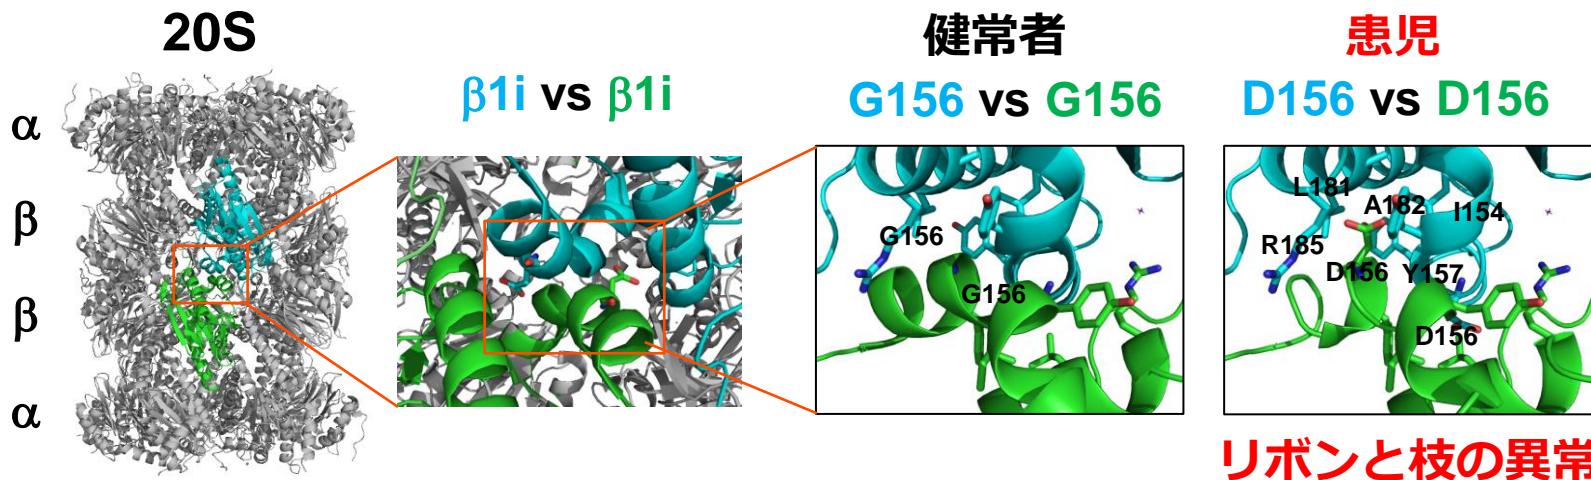 20S
α
β
β
α
β1i vs β1i
健常者
G156 vs G156
G156
G156
患児
D156 vs D156
L181
A182
I154
R185
D156
Y157
D156
リボンと枝の異常